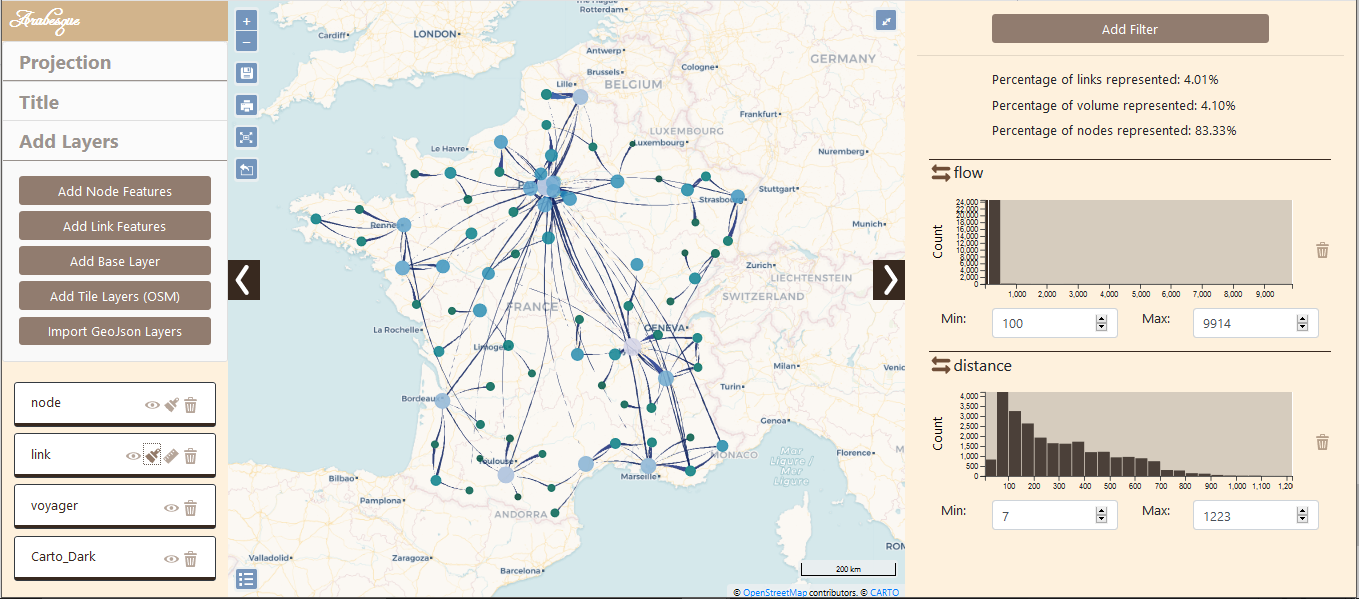 Arabesque
Projection
Title
Add Layers
Add Node Features
Add Link Features
Add Base Layer
Add Tile Layers (OSM)
Import GeoJson Layers
node
link
voyager
Carto_Dark
+
−
Rotterdam
Cardiff
LONDON
Antwerp
Brussels
Cologne
GERMANY
Lille
BELGIUM
Frankfurt
LUXEMBOURG
Luxembourg
Le Havre
Nuremberg
Stuttgart
Strasbourg
Rennes
Munich
Zurich
LIECHTENSTEIN
SWITZERLAND
FRANCE
La Rochelle
GENEVA
Limoges
Milan
Venic
Turin
Bordeaux
Genoa
Mar
Ligure /
Mer
Ligure
Florence
MONACO
Toulouse
Marseille
Bilbao
Pamplona
ANDORRA
ROM
Valladolid
Zaragoza
Barcelona
200 km
© OpenStreetMap contributors. © CARTO
Add Filter
Percentage of links represented: 4.01%
Percentage of volume represented: 4.10%
Percentage of nodes represented: 83.33%
flow
Count
24,000
22,000
20,000
18,000
16,000
14,000
12,000
10,000
8,000
6,000
4,000
2,000
0
1,000 2,000 3,000 4,000 5,000 6,000 7,000 8,000 9,000
Min: 100 Max: 9914
distance
Count
4,000
3,500
3,000
2,500
2,000
1,500
1,000
500
0
100 200 300 400 500 600 700 800 900 1,000 1,100 1,20
Min: 7 Max: 1223